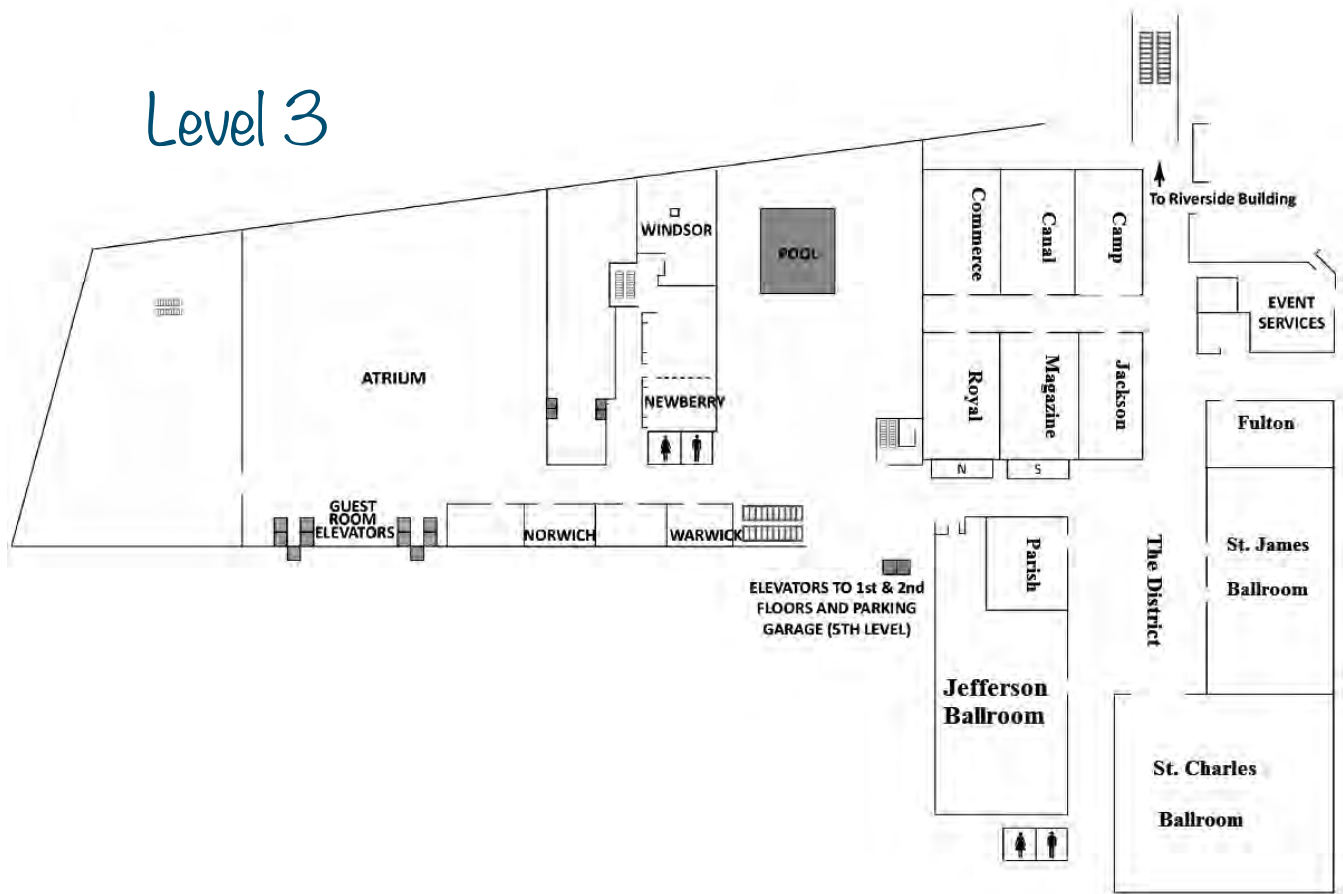 Level 3
To Riverside Building
Commerce
Canal
Camp
WINDSOR
POOL
EVENT
SERVICES
ATRIUM
NEWBERRY
Royal
Magazine
Jackson
Fulton
N
S
GUEST
ROOM
ELEVATORS
NORWICH
WARWICK
Parish
The District
St. James
Ballroom
ELEVATORS TO 1st & 2nd
FLOORS AND PARKING
GARAGE (5TH LEVEL)
Jefferson
Ballroom
St. Charles
Ballroom